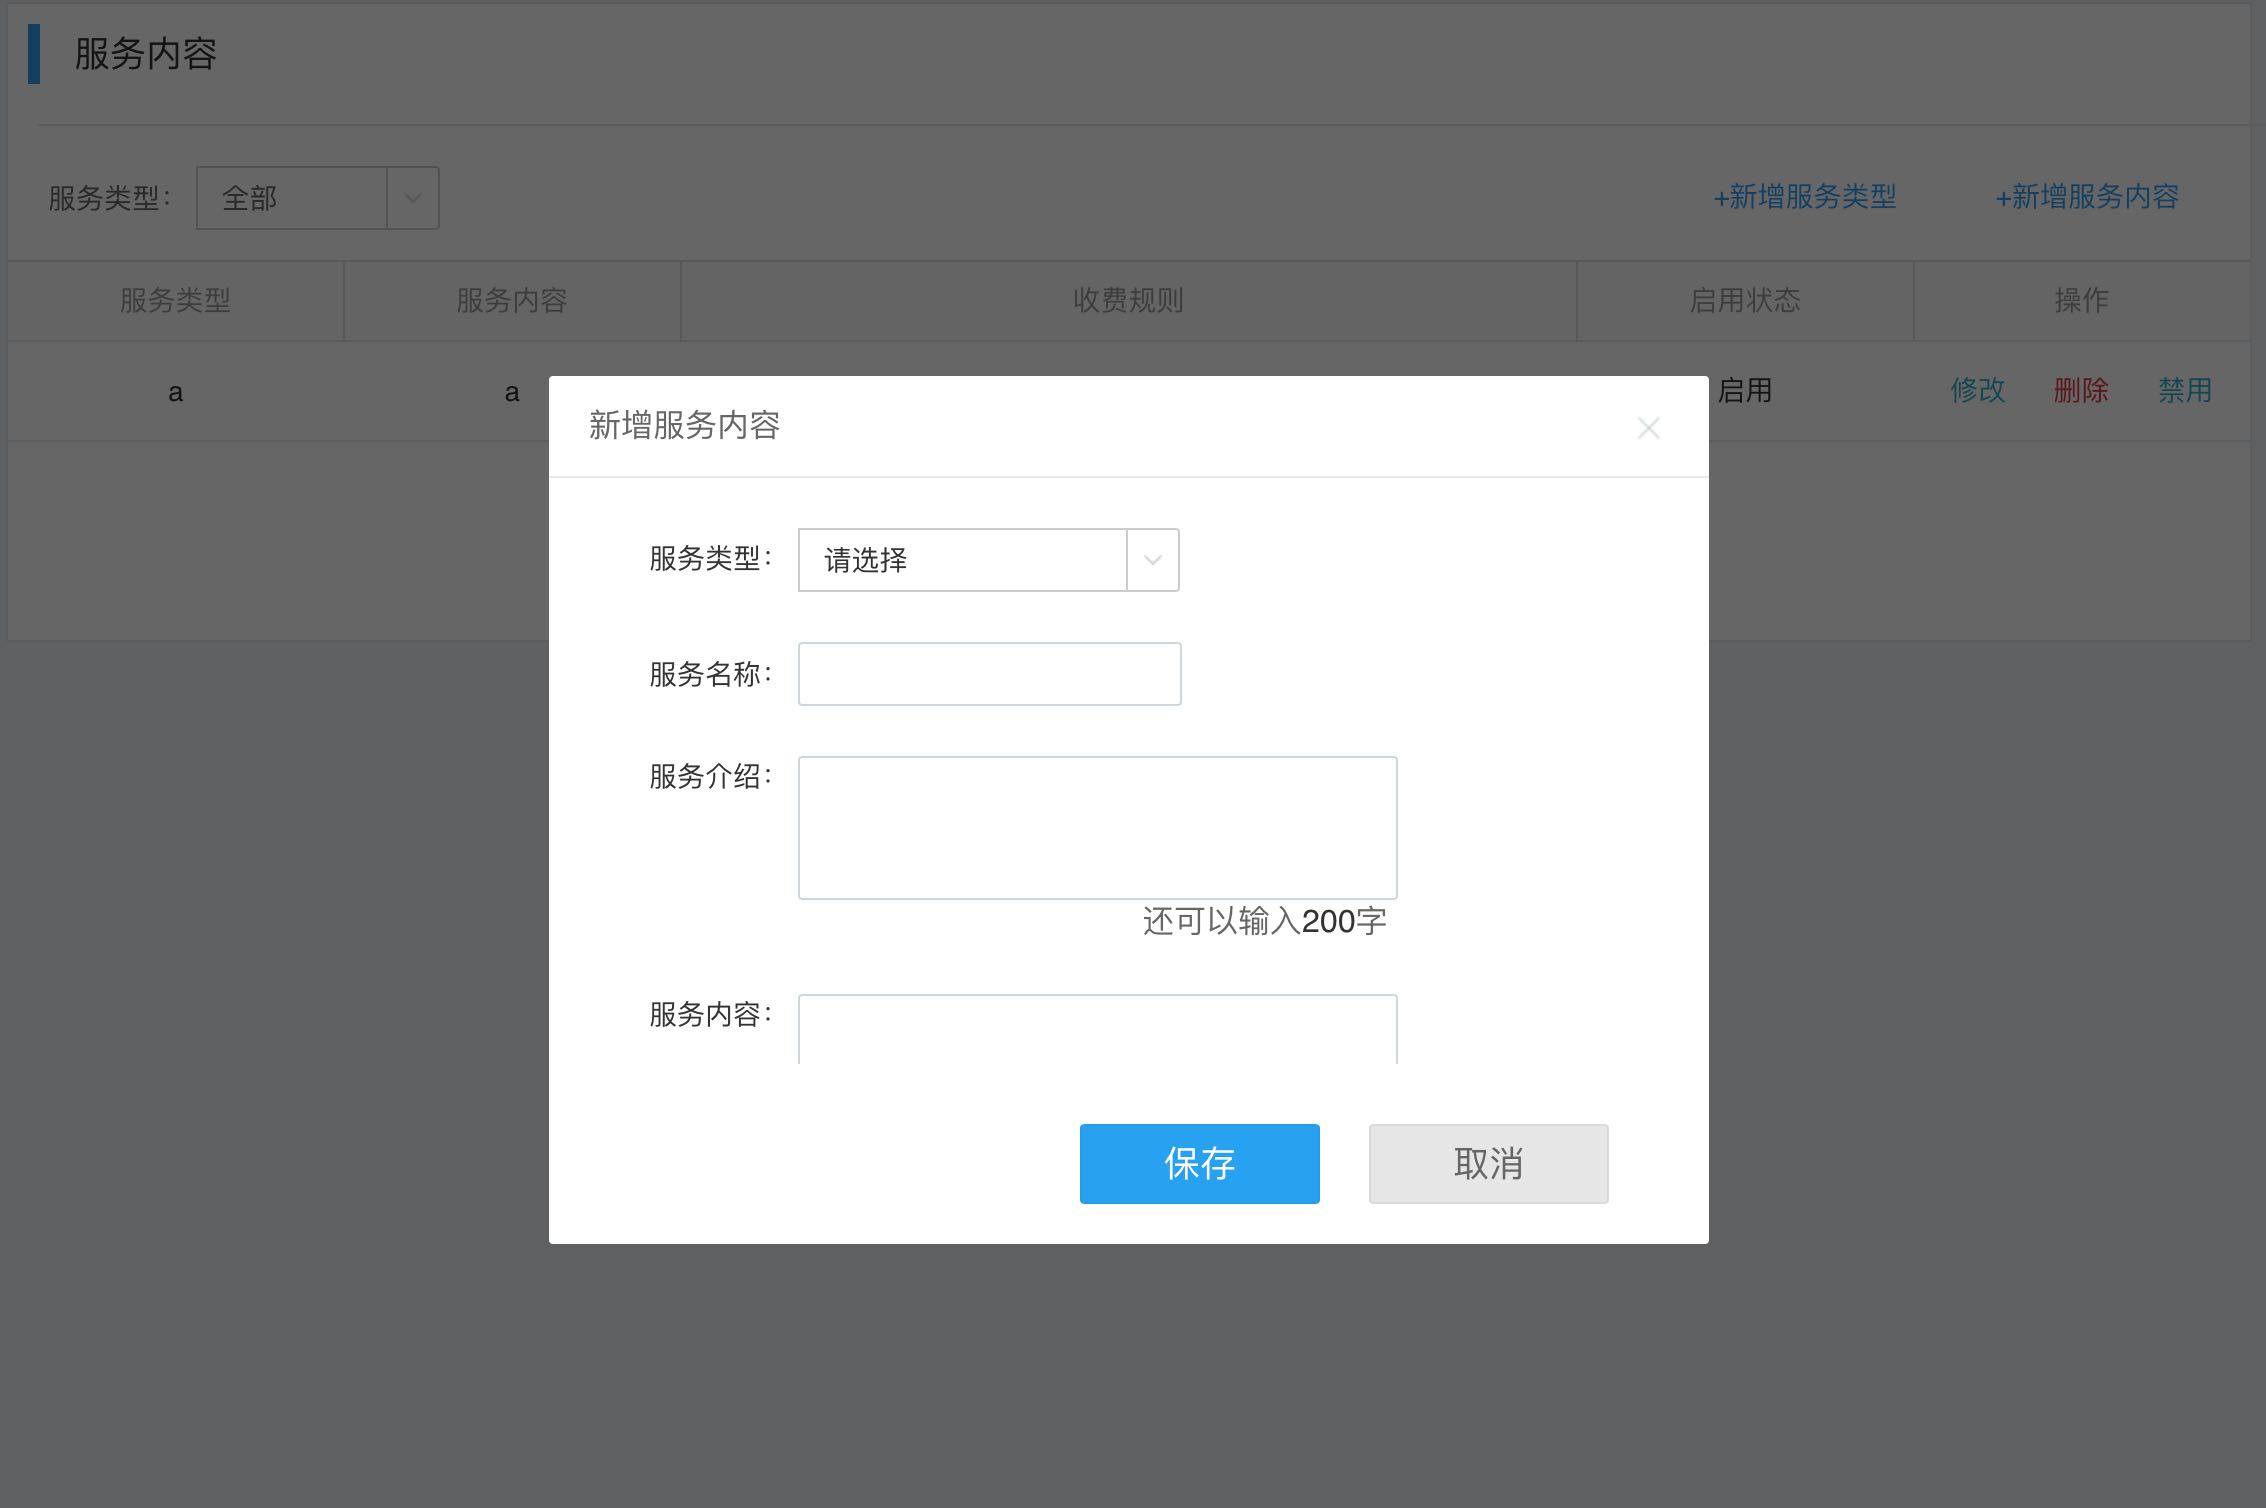 服务内容
服务类型： 全部 +新增服务类型 +新增服务内容
服务类型 服务内容 收费规则 启用状态 操作
a a 启用 修改 删除 禁用
新增服务内容
服务类型： 请选择
服务名称：
服务介绍：
还可以输入200字
服务内容：
保存 取消